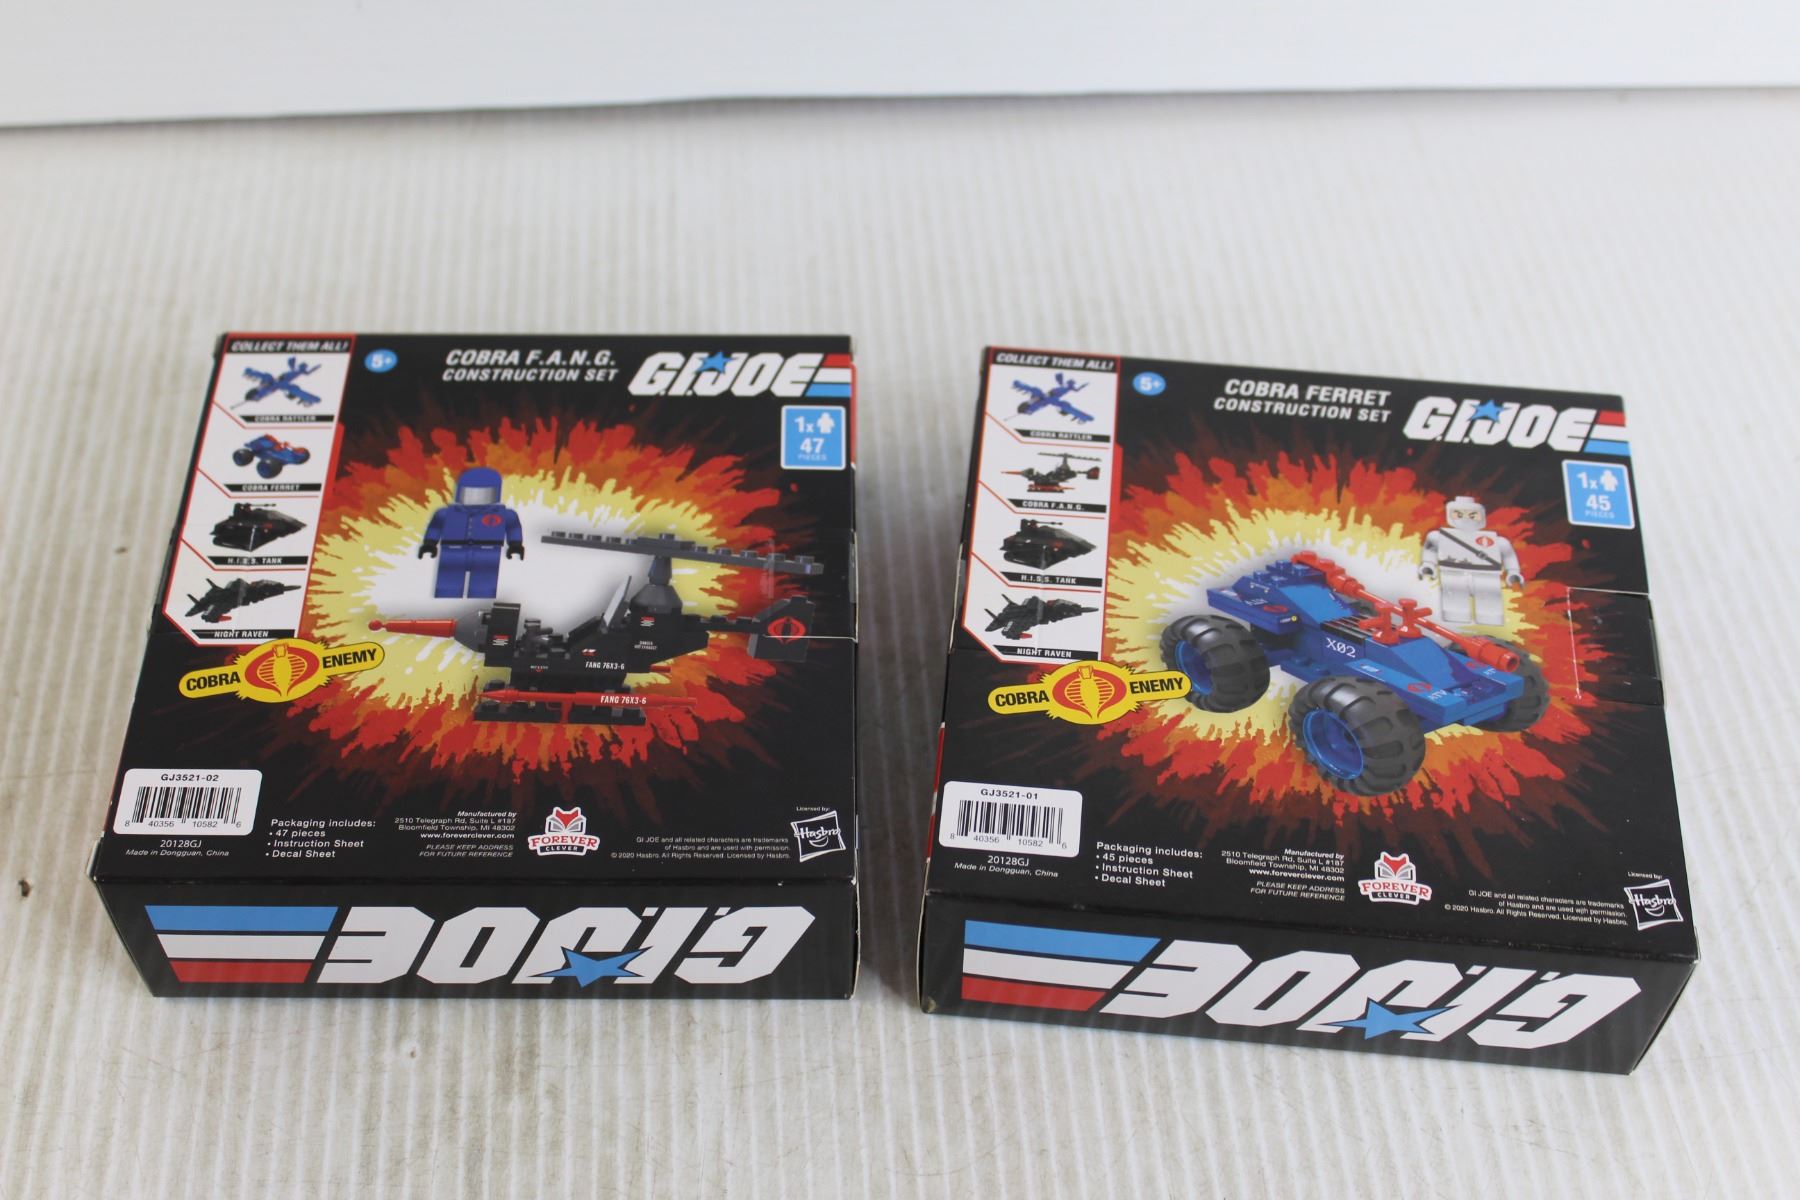 COLLECT THEM ALL!
COBRA RATTLER
COBRA FERRET
H.I.S.S. TANK
NIGHT RAVEN
5+
COBRA F.A.N.G.
CONSTRUCTION SET
G.I.JOE
1x
47
PIECES
FANG 76X3-6
FANG 76X3-6
COBRA ENEMY
GJ3521-02
8 40356 10582 6
20128GJ
Made in Dongguan, China
Packaging includes:
• 47 pieces
• Instruction Sheet
• Decal Sheet
Manufactured by
2510 Telegraph Rd, Suite L #187
Bloomfield Township, MI 48302
www.foreverclever.com
PLEASE KEEP ADDRESS
FOR FUTURE REFERENCE
FOREVER
CLEVER
Licensed by:
Hasbro
GI JOE and all related characters are trademarks
of Hasbro and are used with permission.
© 2020 Hasbro. All Rights Reserved. Licensed by Hasbro.
G.I.JOE
COLLECT THEM ALL!
COBRA RATTLER
COBRA F.A.N.G.
H.I.S.S. TANK
NIGHT RAVEN
5+
COBRA FERRET
CONSTRUCTION SET
G.I.JOE
1x
45
PIECES
ATV
X02
ATV
COBRA ENEMY
GJ3521-01
8 40356 10582 6
20128GJ
Made in Dongguan, China
Packaging includes:
• 45 pieces
• Instruction Sheet
• Decal Sheet
Manufactured by
2510 Telegraph Rd, Suite L #187
Bloomfield Township, MI 48302
www.foreverclever.com
PLEASE KEEP ADDRESS
FOR FUTURE REFERENCE
FOREVER
CLEVER
Licensed by:
Hasbro
GI JOE and all related characters are trademarks
of Hasbro and are used with permission.
© 2020 Hasbro. All Rights Reserved. Licensed by Hasbro.
G.I.JOE